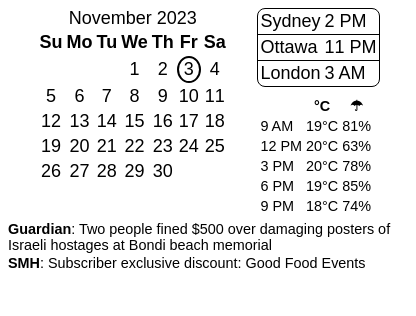 November 2023
Su Mo Tu We Th Fr Sa
1 2 3 4
5 6 7 8 9 10 11
12 13 14 15 16 17 18
19 20 21 22 23 24 25
26 27 28 29 30
Sydney 2 PM
Ottawa 11 PM
London 3 AM
°C ☂
9 AM 19°C 81%
12 PM 20°C 63%
3 PM 20°C 78%
6 PM 19°C 85%
9 PM 18°C 74%
Guardian: Two people fined $500 over damaging posters of
Israeli hostages at Bondi beach memorial
SMH: Subscriber exclusive discount: Good Food Events